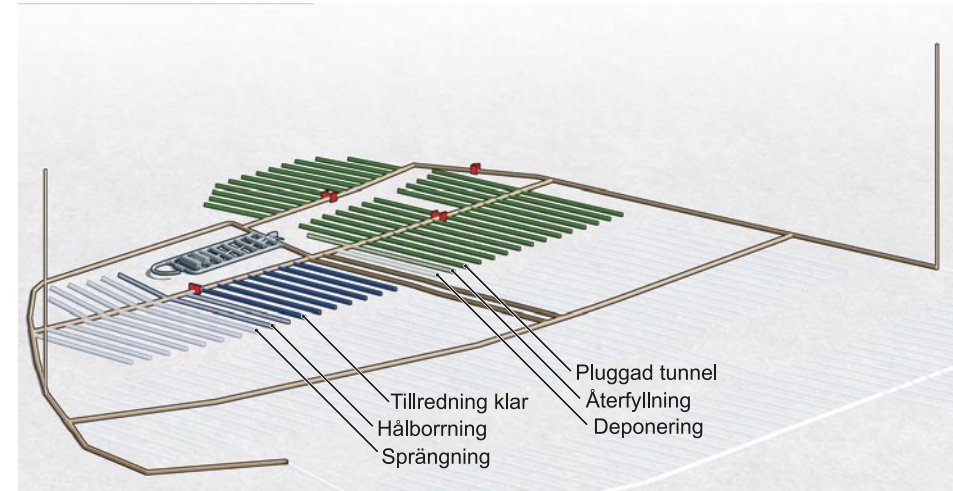 Pluggad tunnel
Återfyllning
Deponering
Tillredning klar
Hålborrning
Sprängning